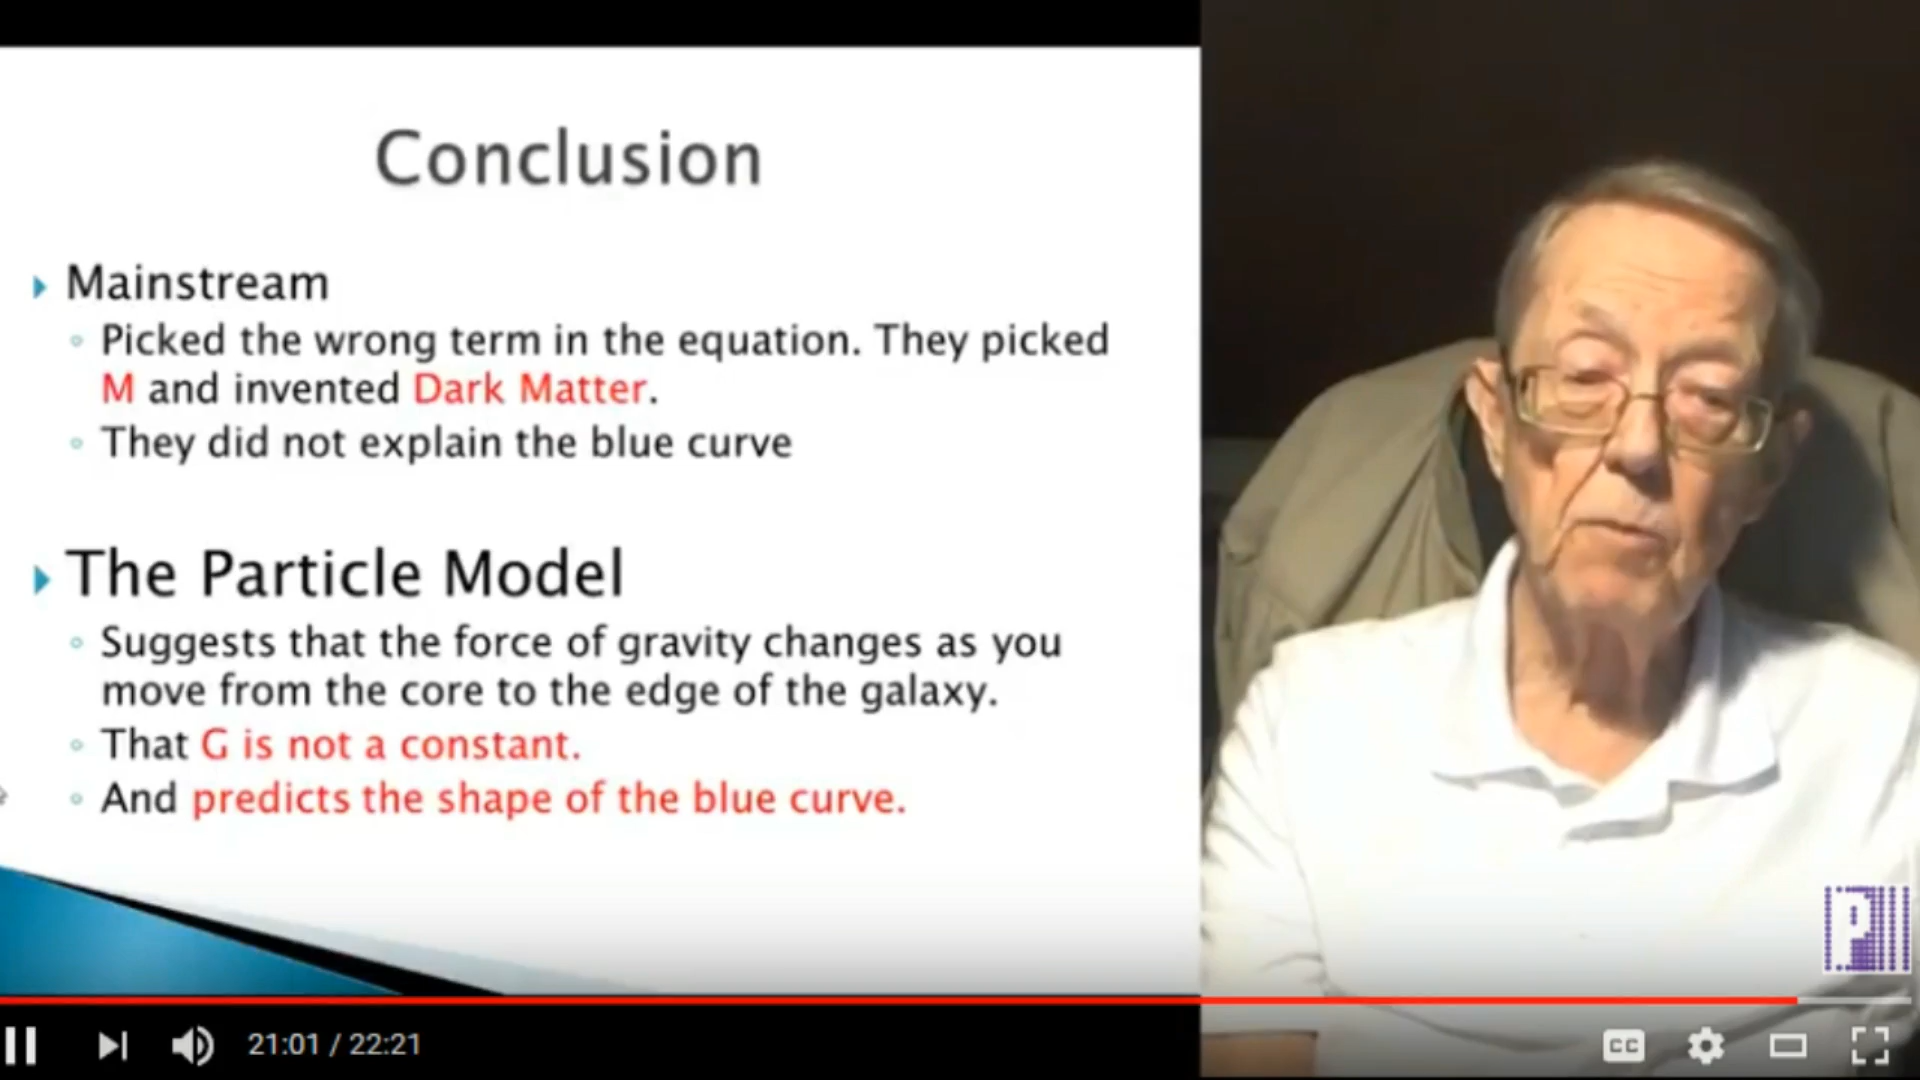 Conclusion
Mainstream
Picked the wrong term in the equation. They picked
M and invented Dark Matter.
They did not explain the blue curve
The Particle Model
Suggests that the force of gravity changes as you
move from the core to the edge of the galaxy.
That G is not a constant.
And predicts the shape of the blue curve.
P
21:01 / 22:21
CC